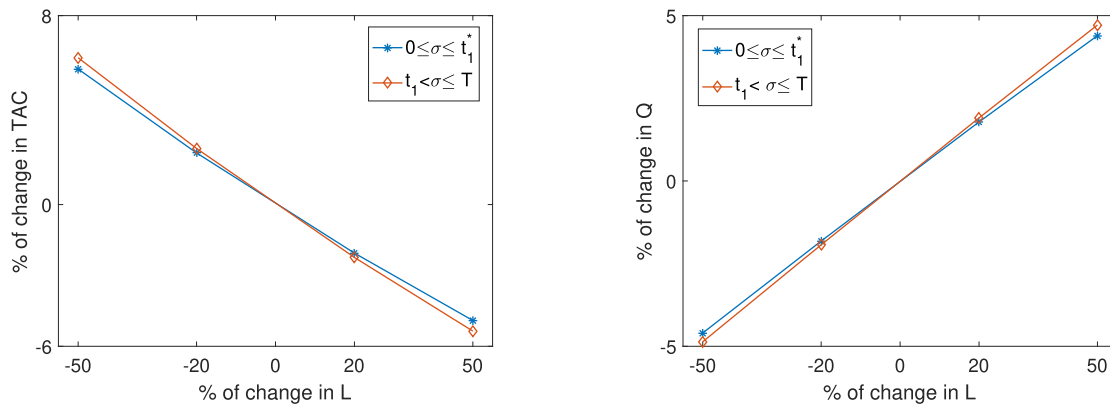 8
0
-6
% of change in TAC
-50 -20 0 20 50
% of change in L
0≤σ≤ t₁*
t₁<σ≤ T
5
0
-5
% of change in Q
-50 -20 0 20 50
% of change in L
0≤σ≤ t₁*
t₁< σ≤ T